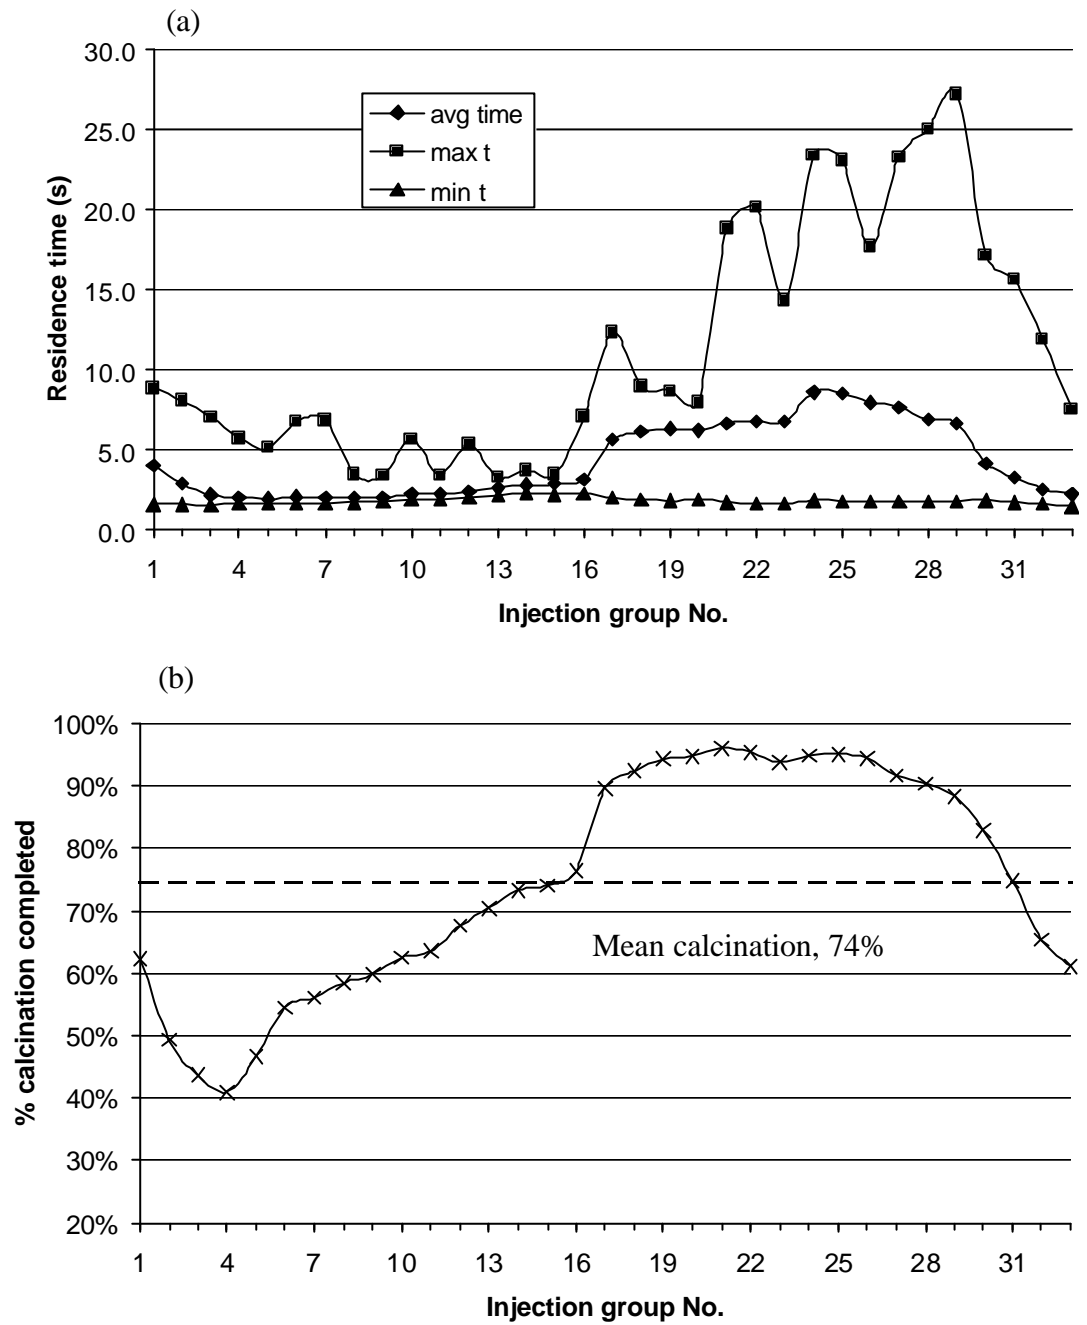 (a)
30.0
25.0
20.0
15.0
10.0
5.0
0.0
Residence time (s)
avg time
max t
min t
1 4 7 10 13 16 19 22 25 28 31
Injection group No.
(b)
100%
90%
80%
70%
60%
50%
40%
30%
20%
% calcination completed
Mean calcination, 74%
1 4 7 10 13 16 19 22 25 28 31
Injection group No.